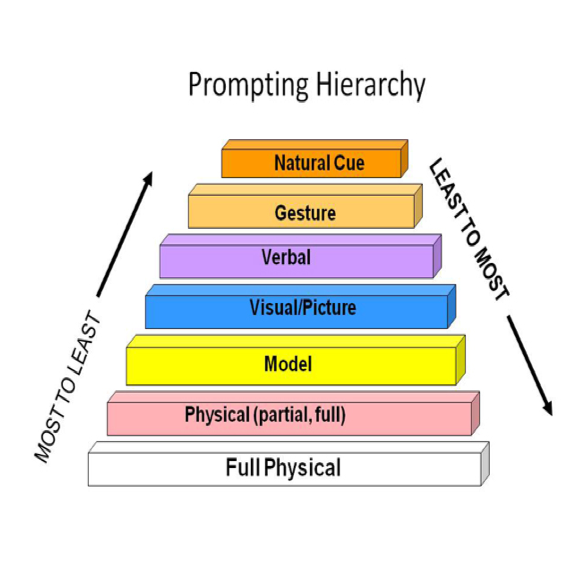 Prompting Hierarchy
Natural Cue
Gesture
Verbal
Visual/Picture
Model
Physical (partial, full)
Full Physical
MOST TO LEAST
LEAST TO MOST